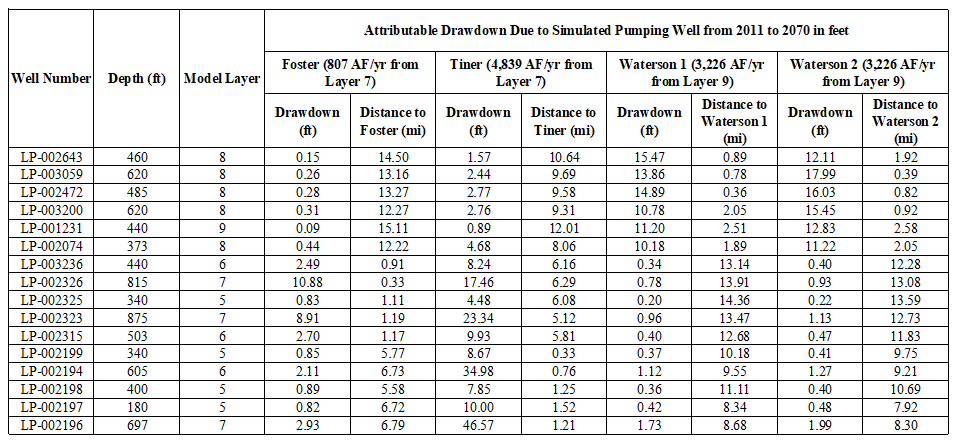 Attributable Drawdown Due to Simulated Pumping Well from 2011 to 2070 in feet
Well Number Depth (ft) Model Layer
Foster (807 AF/yr from Layer 7) Tiner (4,839 AF/yr from Layer 7) Waterson 1 (3,226 AF/yr from Layer 9) Waterson 2 (3,226 AF/yr from Layer 9)
Drawdown (ft) Distance to Foster (mi) Drawdown (ft) Distance to Tiner (mi) Drawdown (ft) Distance to Waterson 1 (mi) Drawdown (ft) Distance to Waterson 2 (mi)
LP-002643 460 8 0.15 14.50 1.57 10.64 15.47 0.89 12.11 1.92
LP-003059 620 8 0.26 13.16 2.44 9.69 13.86 0.78 17.99 0.39
LP-002472 485 8 0.28 13.27 2.77 9.58 14.89 0.36 16.03 0.82
LP-003200 620 8 0.31 12.27 2.76 9.31 10.78 2.05 15.45 0.92
LP-001231 440 9 0.09 15.11 0.89 12.01 11.20 2.51 12.83 2.58
LP-002074 373 8 0.44 12.22 4.68 8.06 10.18 1.89 11.22 2.05
LP-003236 440 6 2.49 0.91 8.24 6.16 0.34 13.14 0.40 12.28
LP-002326 815 7 10.88 0.33 17.46 6.29 0.78 13.91 0.93 13.08
LP-002325 340 5 0.83 1.11 4.48 6.08 0.20 14.36 0.22 13.59
LP-002323 875 7 8.91 1.19 23.34 5.12 0.96 13.47 1.13 12.73
LP-002315 503 6 2.70 1.17 9.93 5.81 0.40 12.68 0.47 11.83
LP-002199 340 5 0.85 5.77 8.67 0.33 0.37 10.18 0.41 9.75
LP-002194 605 6 2.11 6.73 34.98 0.76 1.12 9.55 1.27 9.21
LP-002198 400 5 0.89 5.58 7.85 1.25 0.36 11.11 0.40 10.69
LP-002197 180 5 0.82 6.72 10.00 1.52 0.42 8.34 0.48 7.92
LP-002196 697 7 2.93 6.79 46.57 1.21 1.73 8.68 1.99 8.30